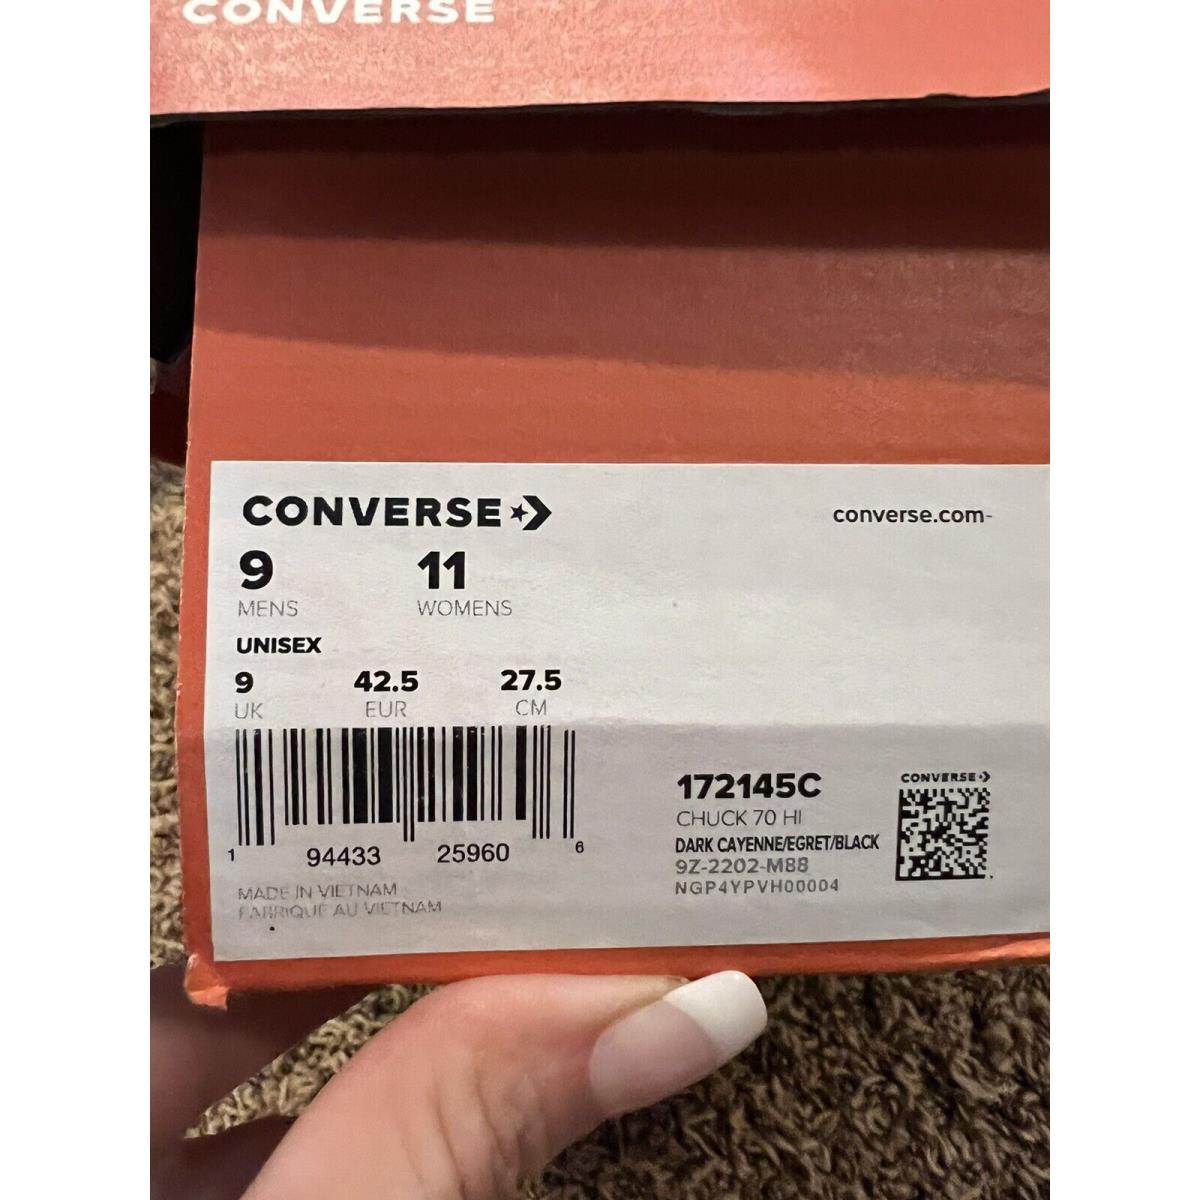 CONVERSE
CONVERSE
converse.com-
9 11
MENS WOMENS
UNISEX
9 42.5 27.5
UK EUR CM
1 94433 25960 6
MADE IN VIETNAM
FABRIQUE AU VIETNAM
172145C
CHUCK 70 HI
DARK CAYENNE/EGRET/BLACK
9Z-2202-M88
NGP4YPVH00004
CONVERSE